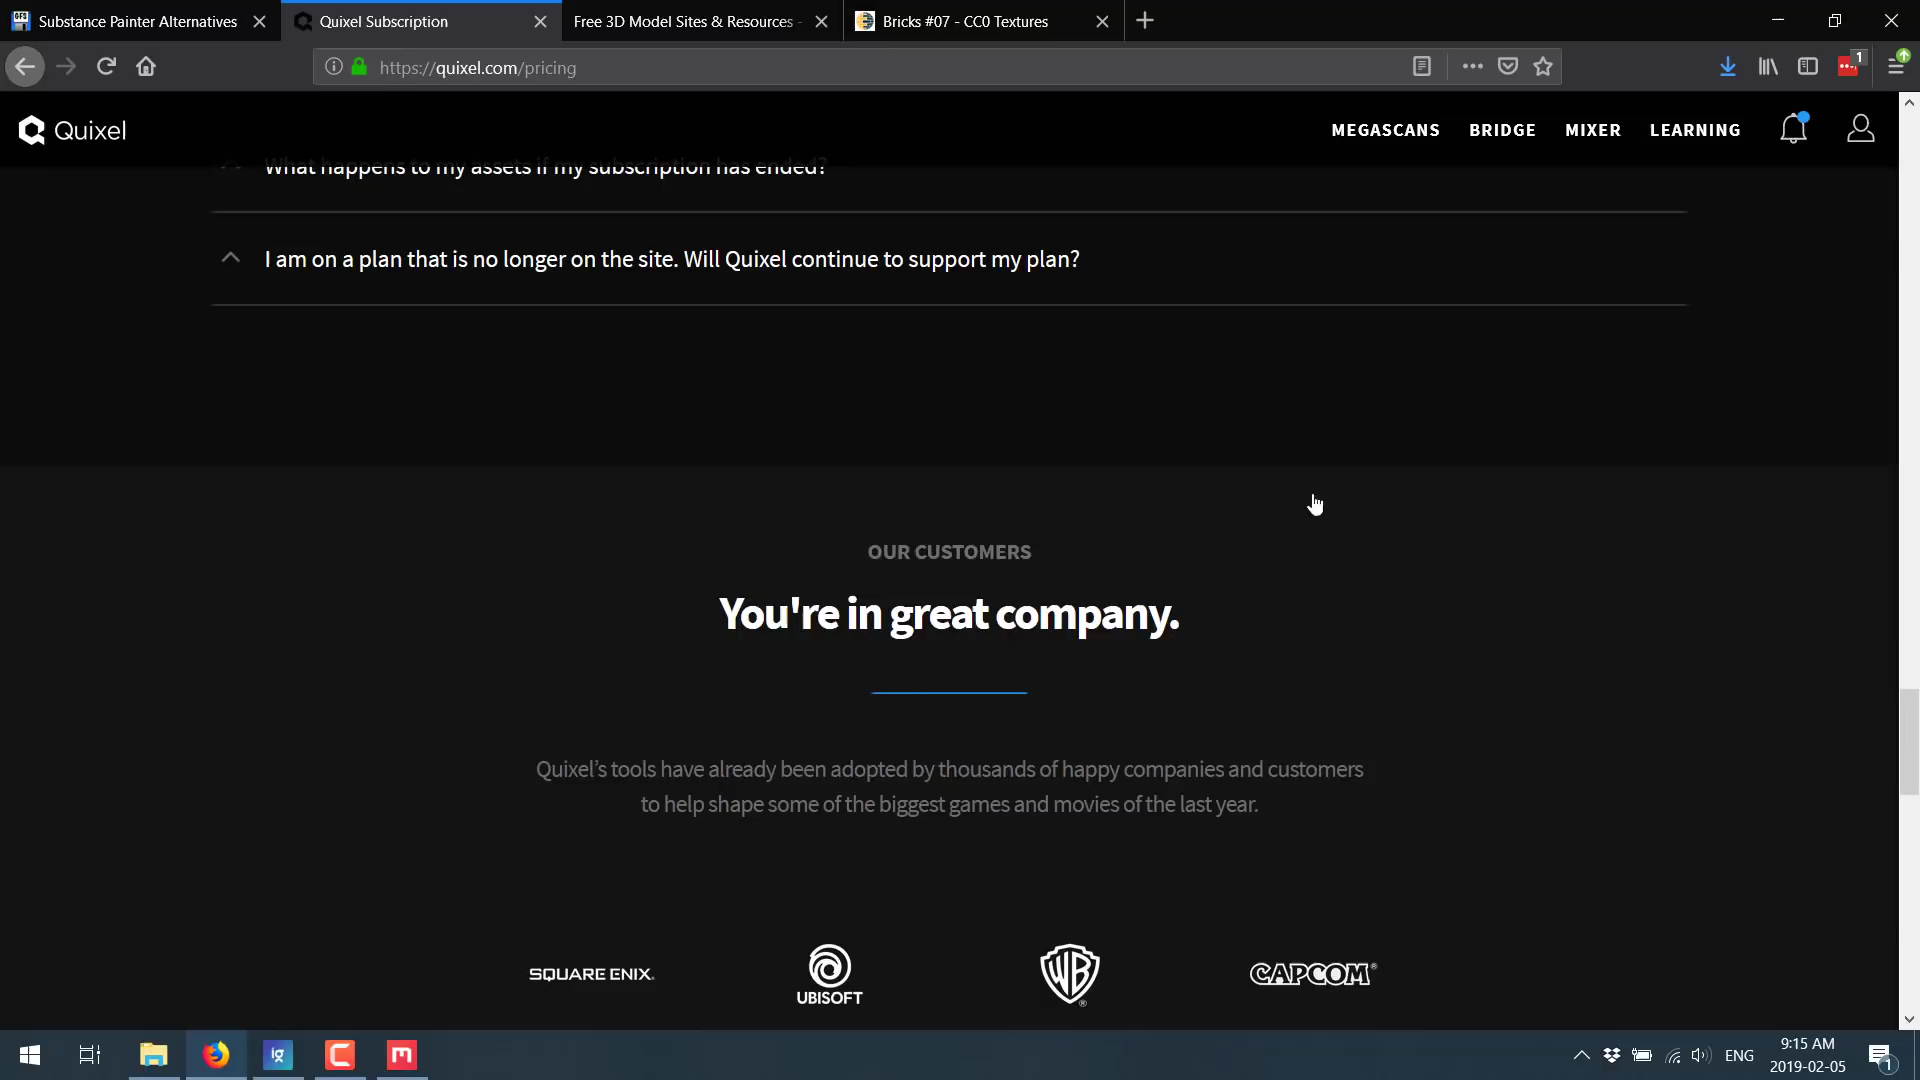 Substance Painter Alternatives
Quixel Subscription
Free 3D Model Sites & Resources -
Bricks #07 - CC0 Textures
https://quixel.com/pricing
1
Quixel
MEGASCANS
BRIDGE
MIXER
LEARNING
What happens to my assets if my subscription has ended?
I am on a plan that is no longer on the site. Will Quixel continue to support my plan?
OUR CUSTOMERS
You're in great company.
Quixel’s tools have already been adopted by thousands of happy companies and customers
to help shape some of the biggest games and movies of the last year.
SQUARE ENIX.
UBISOFT
WB
CAPCOM®
ENG
9:15 AM
2019-02-05
1